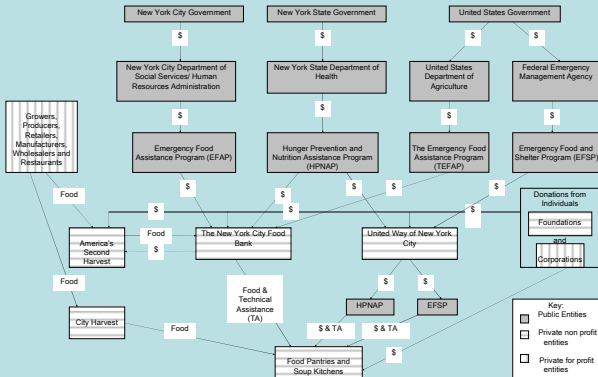 New York City Government
New York State Government
United States Government
$
$
$
$
New York City Department of
Social Services/ Human
Resources Administration
New York State Department of
Health
United States
Department of
Agriculture
Federal Emergency
Management Agency
Growers,
Producers,
Retailers,
Manufacturers,
Wholesalers and
Restaurants
$
$
$
$
Emergency Food
Assistance Program (EFAP)
Hunger Prevention and
Nutrition Assistance Program
(HPNAP)
The Emergency Food
Assistance Program
(TEFAP)
Emergency Food and
Shelter Program (EFSP)
Food
$
$
$
$
$
Donations from
Individuals
Foundations
and
Corporations
$
$
$
America's
Second
Harvest
Food
$
The New York City Food
Bank
United Way of New York
City
Food
Food &
Technical
Assistance
(TA)
$
$
HPNAP
EFSP
City Harvest
Food
$ & TA
$ & TA
$
Food Pantries and
Soup Kitchens
Key:
Public Entities
Private non profit
entities
Private for profit
entities